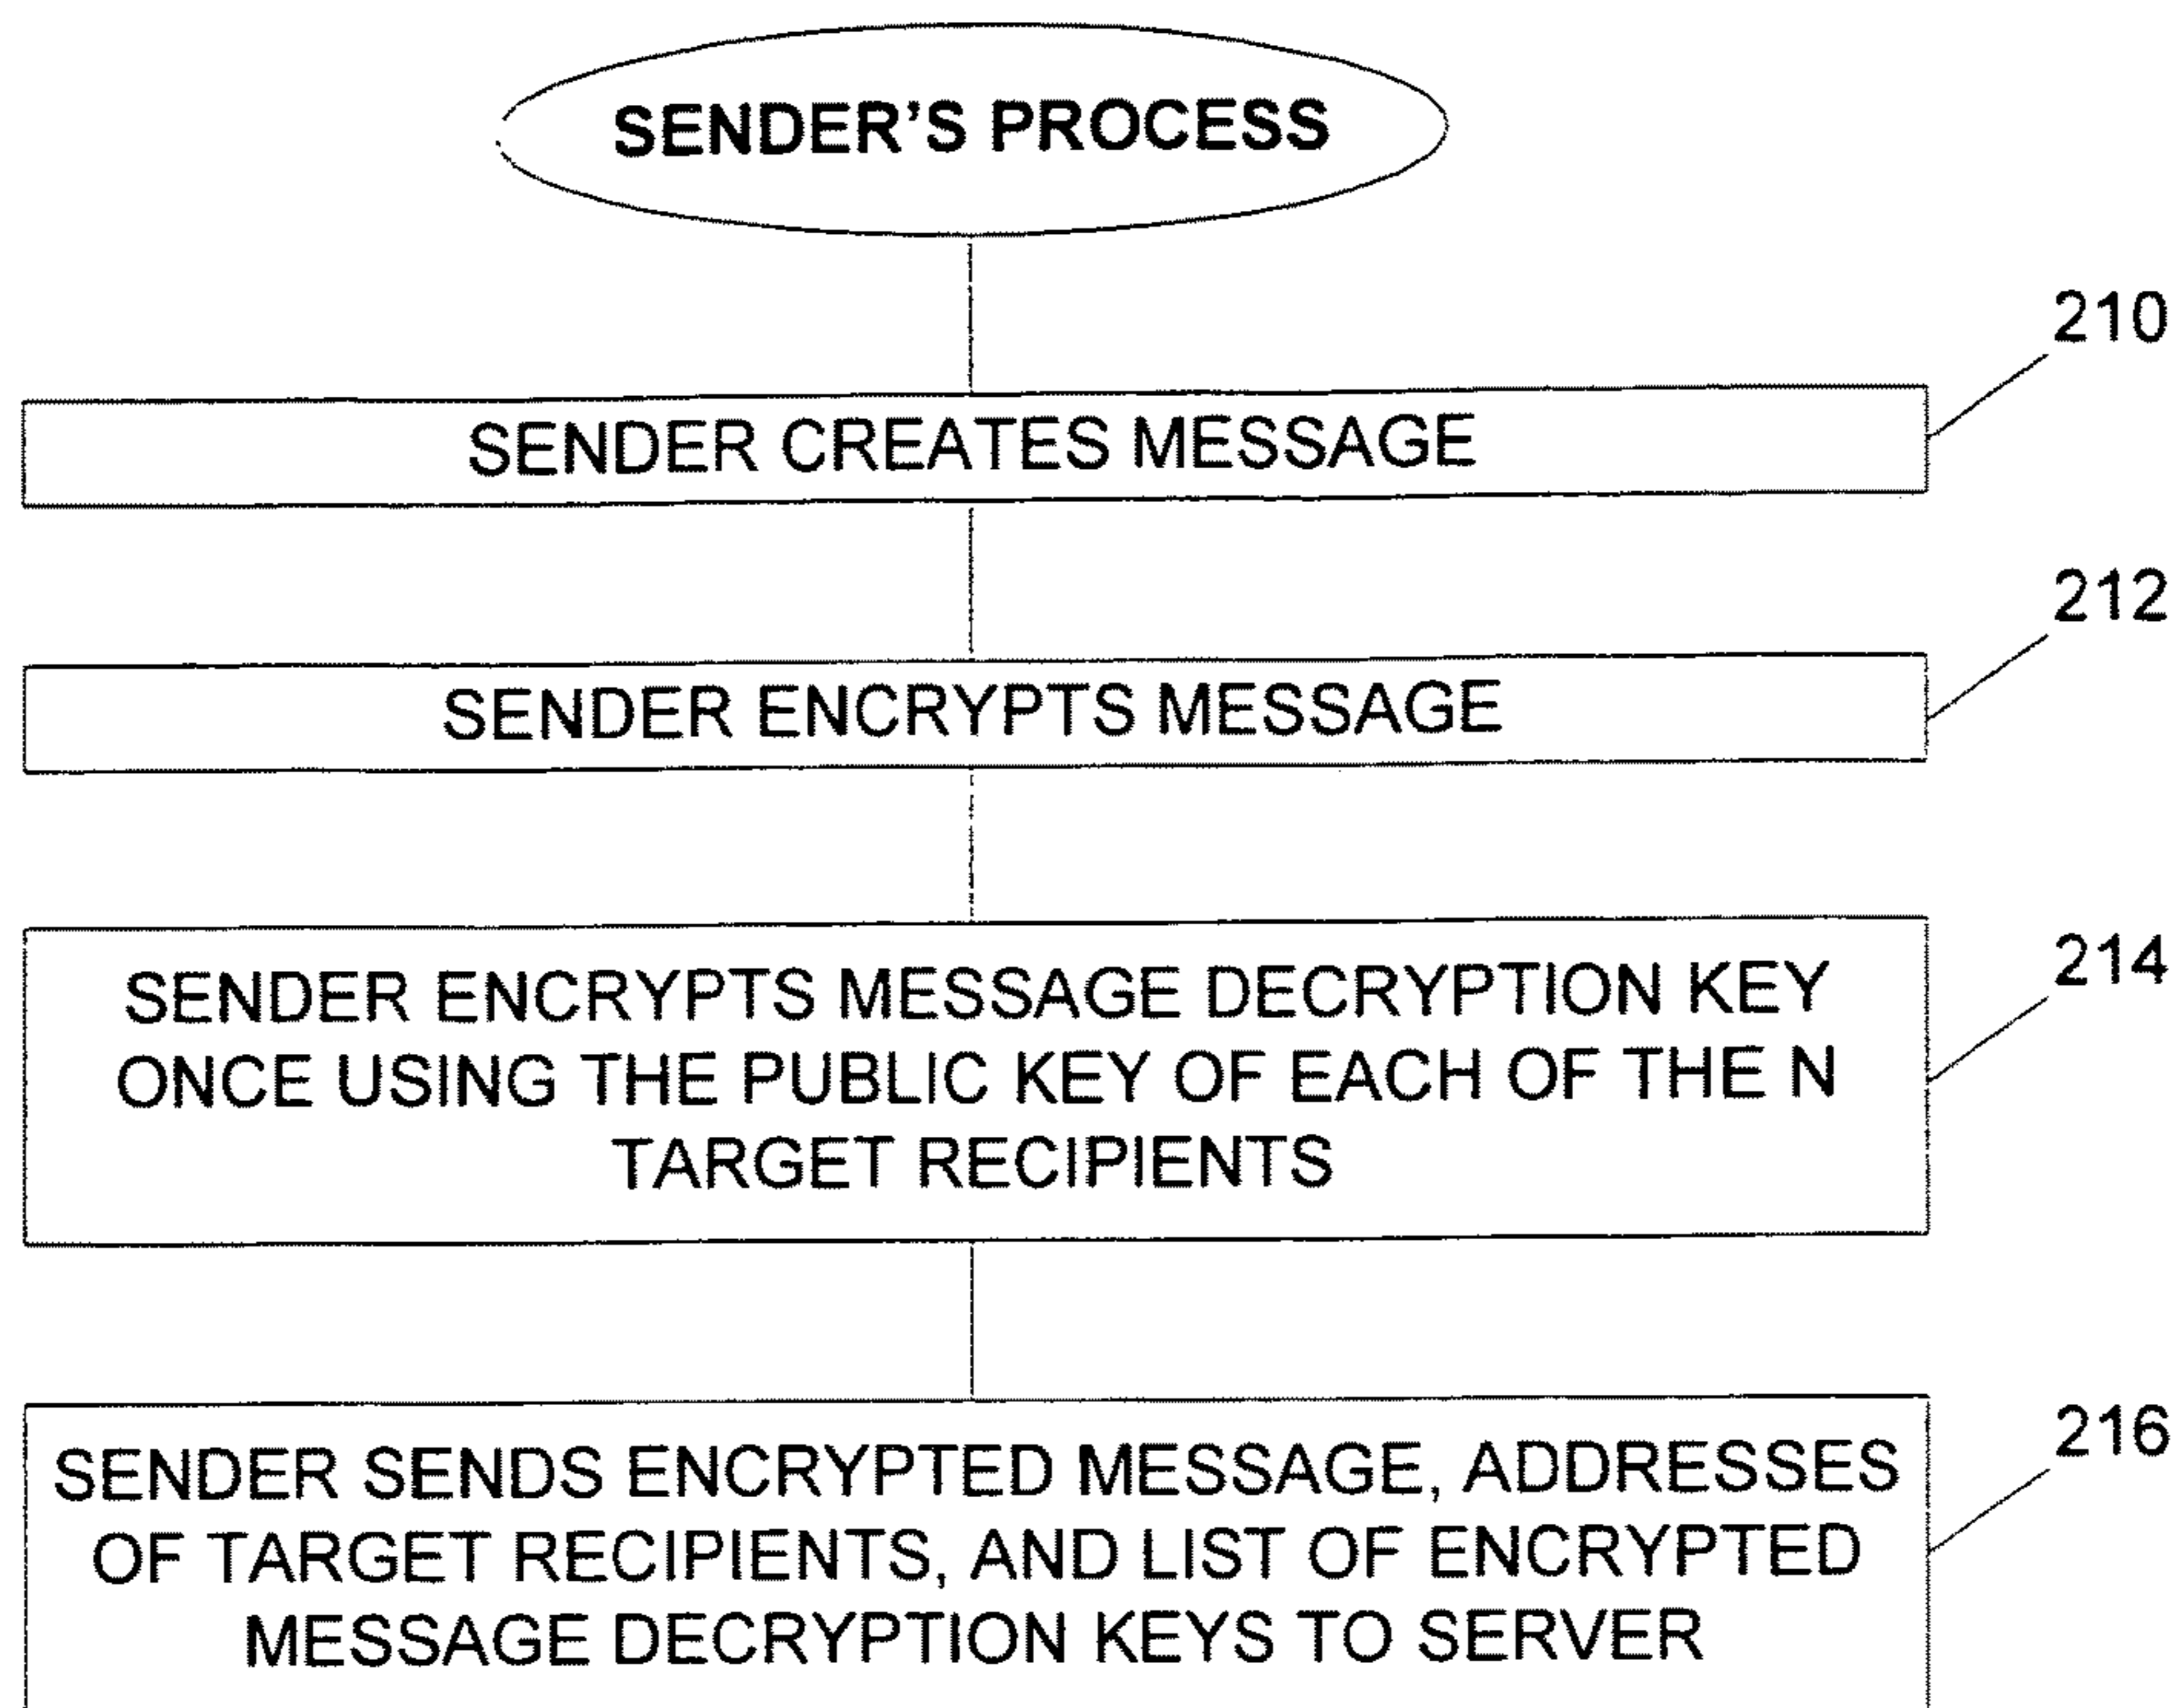 SENDER'S PROCESS
210
SENDER CREATES MESSAGE
212
SENDER ENCRYPTS MESSAGE
214
SENDER ENCRYPTS MESSAGE DECRYPTION KEY
ONCE USING THE PUBLIC KEY OF EACH OF THE N
TARGET RECIPIENTS
216
SENDER SENDS ENCRYPTED MESSAGE, ADDRESSES
OF TARGET RECIPIENTS, AND LIST OF ENCRYPTED
MESSAGE DECRYPTION KEYS TO SERVER